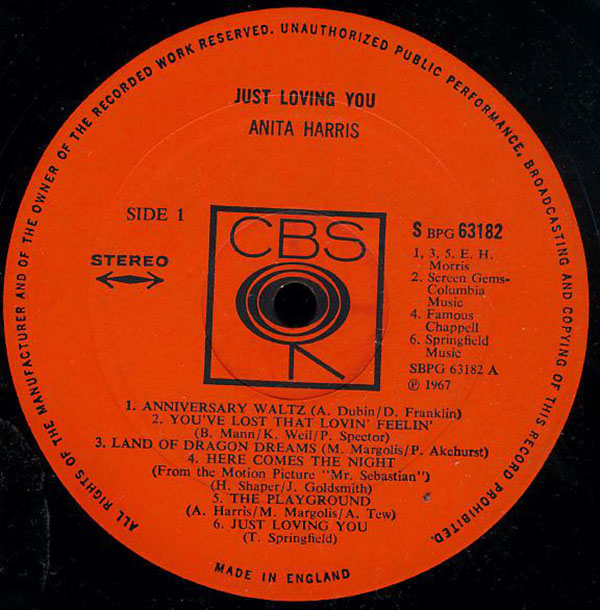 ALL RIGHTS OF THE MANUFACTURER AND OF THE OWNER OF THE RECORDED WORK RESERVED. UNAUTHORIZED PUBLIC PERFORMANCE, BROADCASTING AND COPYING OF THIS RECORD PROHIBITED.
JUST LOVING YOU
ANITA HARRIS
SIDE 1
STEREO
CBS
S BPG 63182
1, 3, 5. E. H.
Morris
2. Screen Gems-
Columbia
Music
4. Famous
Chappell
6. Springfield
Music
SBPG 63182 A
℗ 1967
1. ANNIVERSARY WALTZ (A. Dubin/D. Franklin)
2. YOU'VE LOST THAT LOVIN' FEELIN'
(B. Mann/K. Weil/P. Spector)
3. LAND OF DRAGON DREAMS (M. Margolis/P. Akehurst)
4. HERE COMES THE NIGHT
(From the Motion Picture "Mr. Sebastian")
(H. Shaper/J. Goldsmith)
5. THE PLAYGROUND
(A. Harris/M. Margolis/A. Tew)
6. JUST LOVING YOU
(T. Springfield)
MADE IN ENGLAND